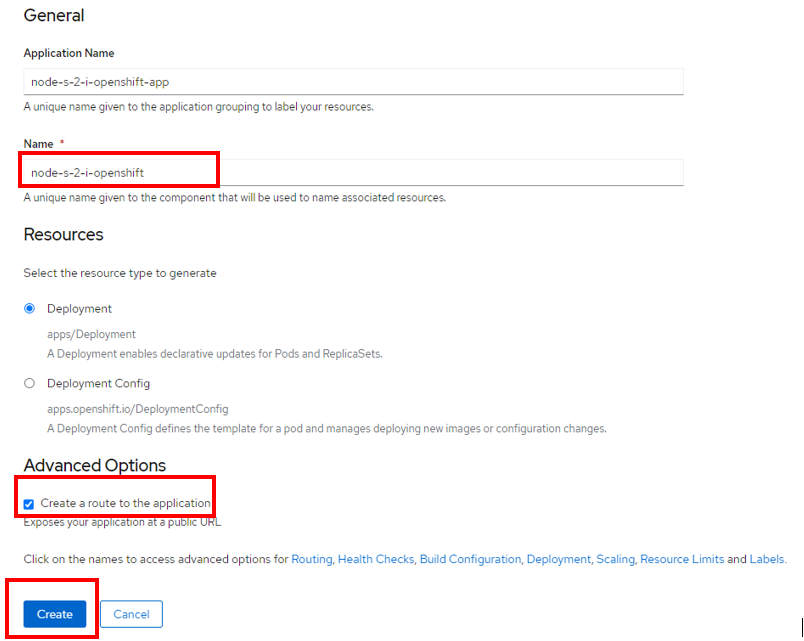 General
Application Name
node-s-2-i-openshift-app
A unique name given to the application grouping to label your resources.
Name *
node-s-2-i-openshift
A unique name given to the component that will be used to name associated resources.
Resources
Select the resource type to generate
Deployment
apps/Deployment
A Deployment enables declarative updates for Pods and ReplicaSets.
Deployment Config
apps.openshift.io/DeploymentConfig
A Deployment Config defines the template for a pod and manages deploying new images or configuration changes.
Advanced Options
Create a route to the application
Exposes your application at a public URL
Click on the names to access advanced options for Routing, Health Checks, Build Configuration, Deployment, Scaling, Resource Limits and Labels.
Create Cancel